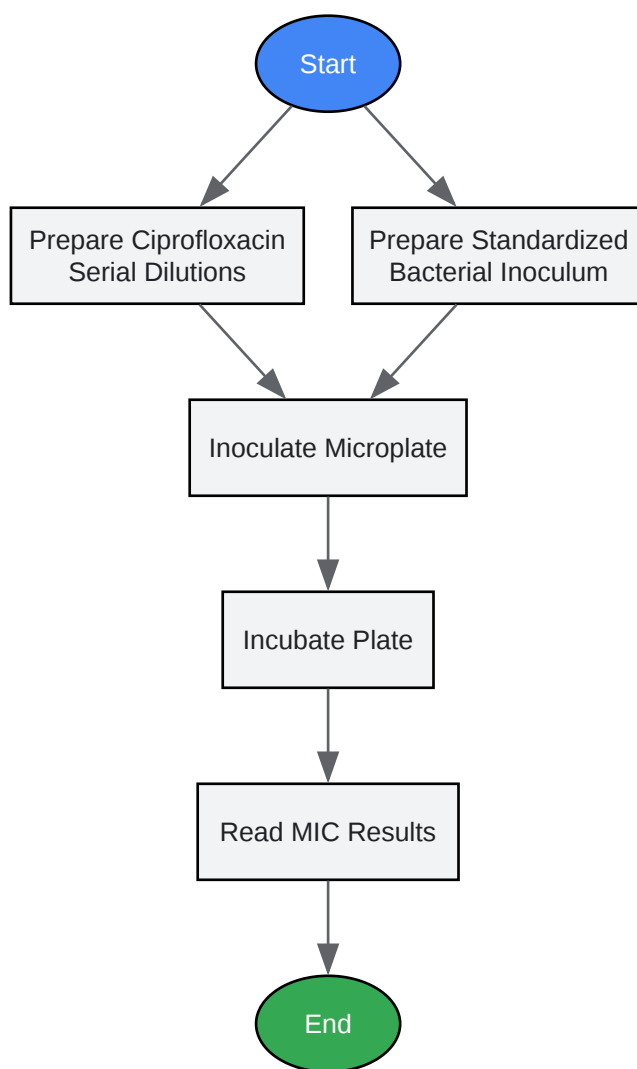 Start
Prepare Ciprofloxacin
Serial Dilutions
Prepare Standardized
Bacterial Inoculum
Inoculate Microplate
Incubate Plate
Read MIC Results
End